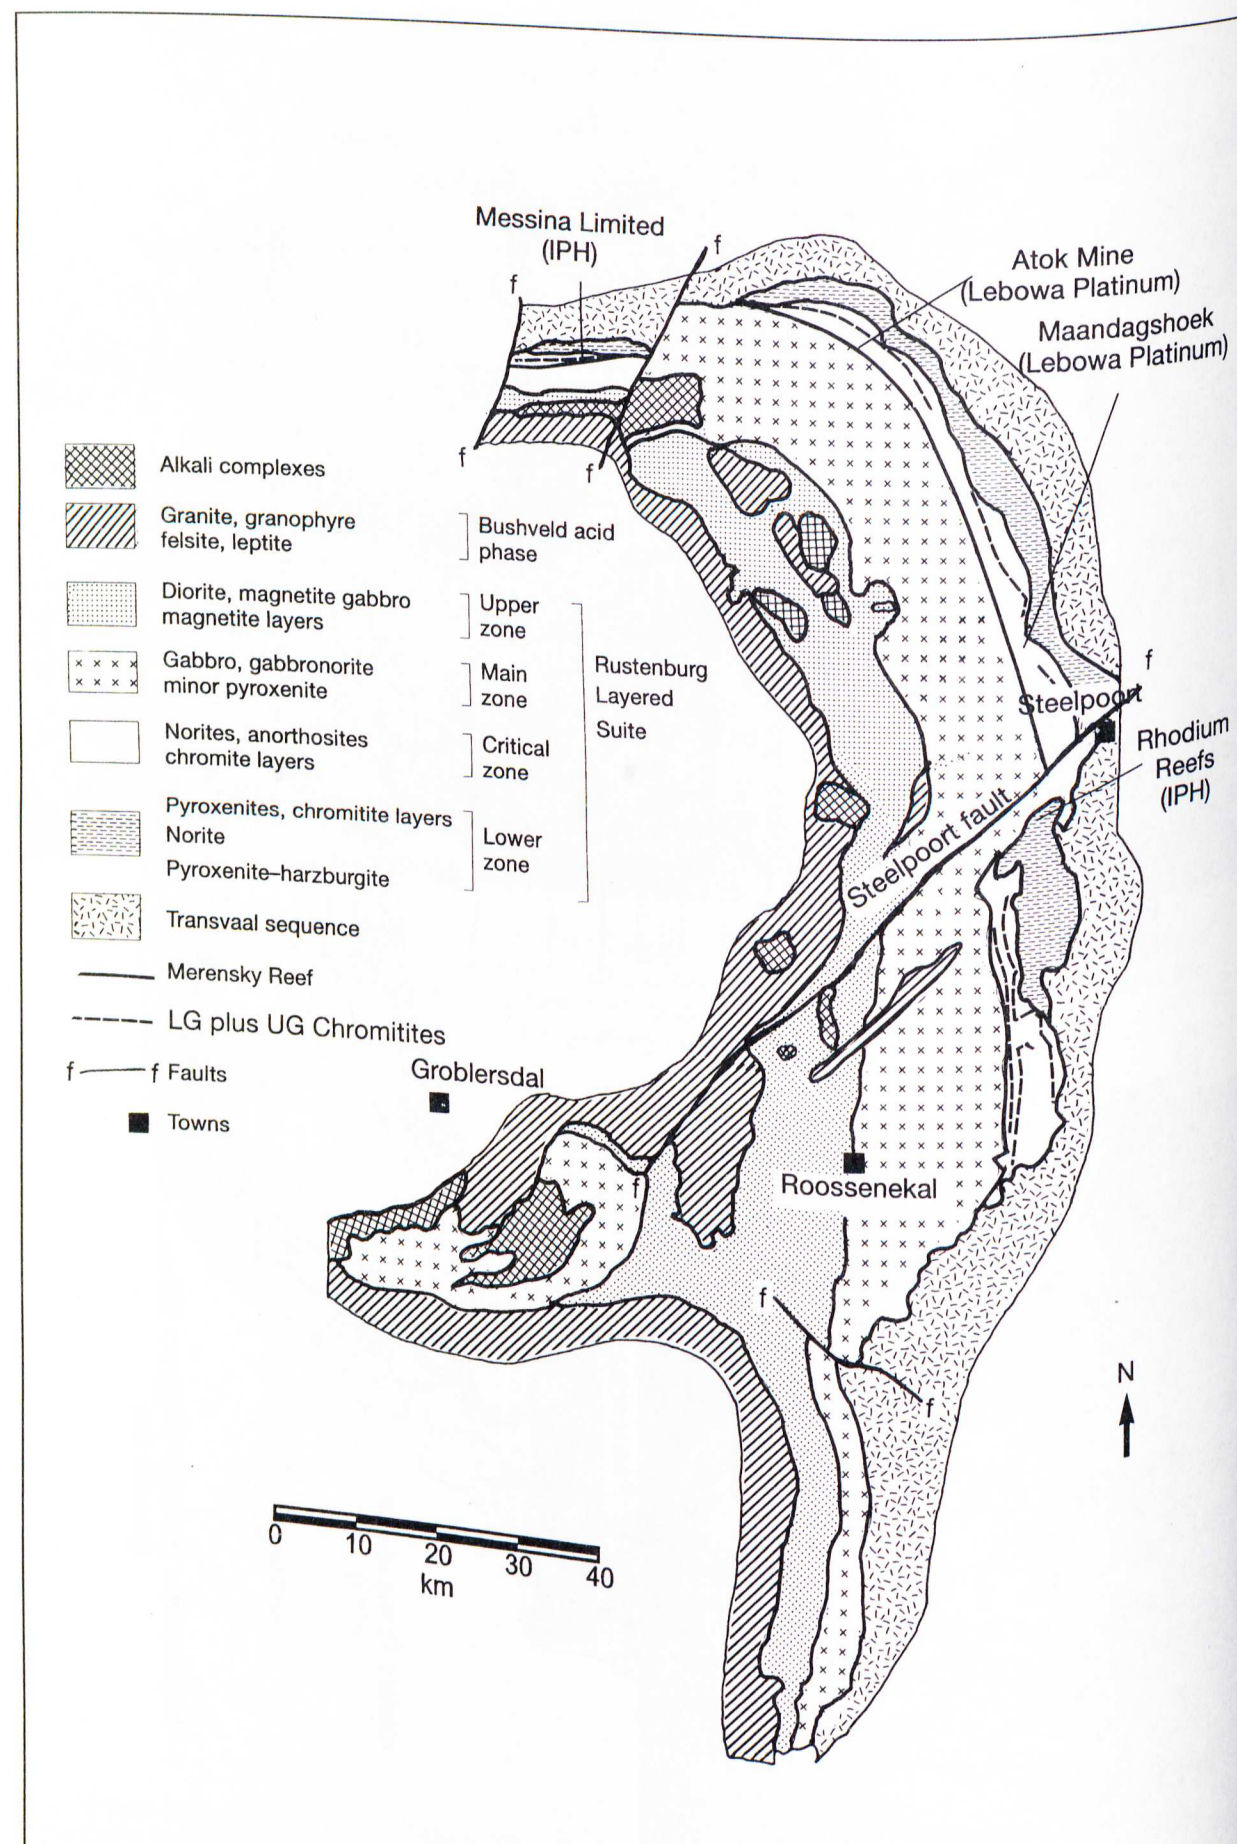 Messina Limited
(IPH)
f
f
Atok Mine
(Lebowa Platinum)
Maandagshoek
(Lebowa Platinum)
f
f
f
Steelpoort
Rhodium
Reefs
(IPH)
Steelpoort fault
Alkali complexes
Granite, granophyre
felsite, leptite
Bushveld acid
phase
Diorite, magnetite gabbro
magnetite layers
Upper
zone
Gabbro, gabbronorite
minor pyroxenite
Main
zone
Norites, anorthosites
chromite layers
Critical
zone
Pyroxenites, chromitite layers
Norite
Pyroxenite–harzburgite
Lower
zone
Rustenburg
Layered
Suite
Transvaal sequence
Merensky Reef
LG plus UG Chromitites
f f Faults
Towns
Groblersdal
f
Roossenekal
f
f
N
0 10 20 30 40
km